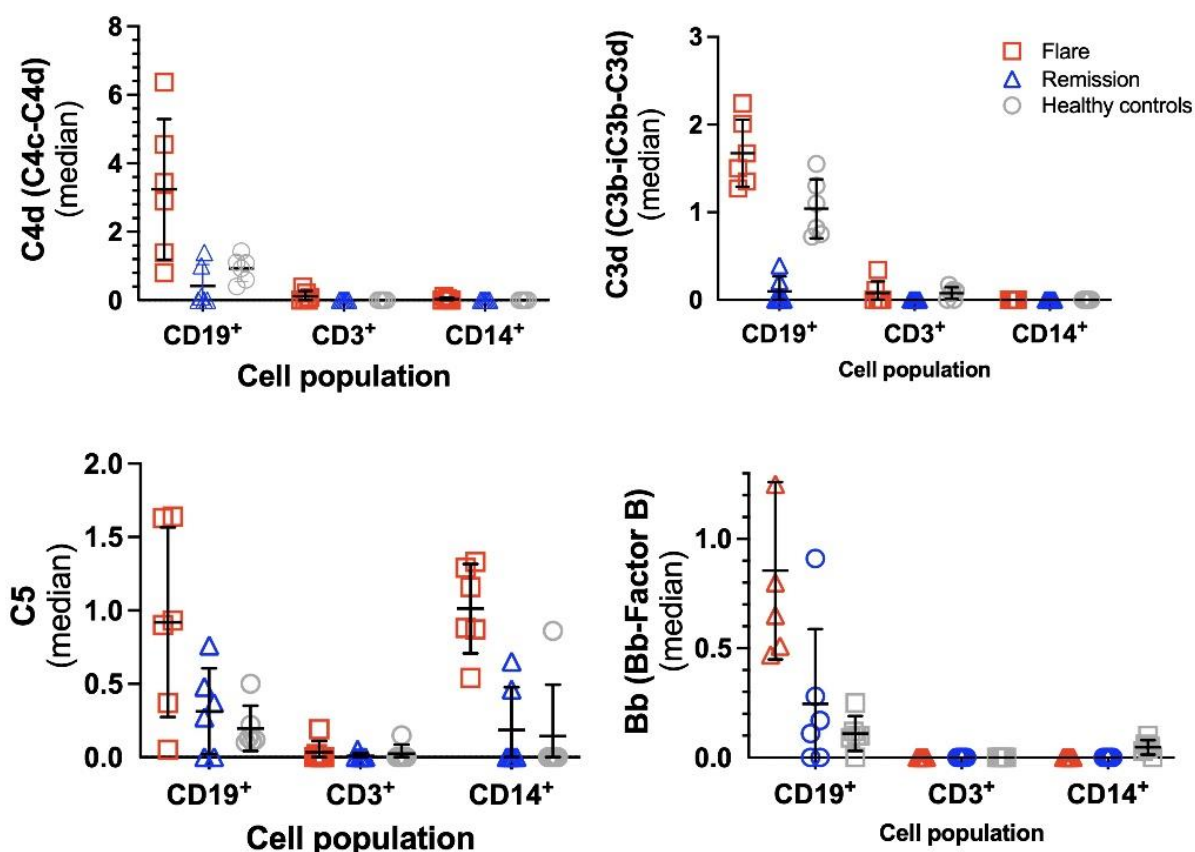 C4d (C4c-C4d)
(median)
8
6
4
2
0
CD19+ CD3+ CD14+
Cell population
C3d (C3b-iC3b-C3d)
(median)
3
2
1
0
CD19+ CD3+ CD14+
Cell population
Flare
Remission
Healthy controls
C5
(median)
2.0
1.5
1.0
0.5
0.0
CD19+ CD3+ CD14+
Cell population
Bb (Bb-Factor B)
(median)
1.0
0.5
0.0
CD19+ CD3+ CD14+
Cell population